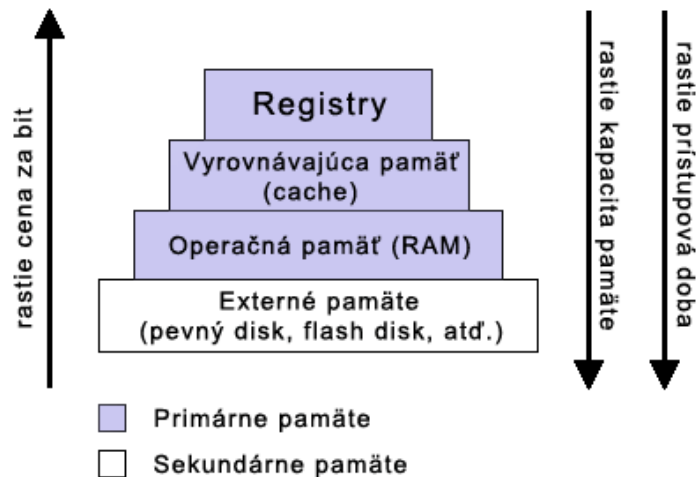 rastie cena za bit
Registry
Vyrovnávajúca pamäť
(cache)
Operačná pamäť (RAM)
Externé pamäte
(pevný disk, flash disk, atď.)
rastie kapacita pamäte
rastie prístupová doba
Primárne pamäte
Sekundárne pamäte